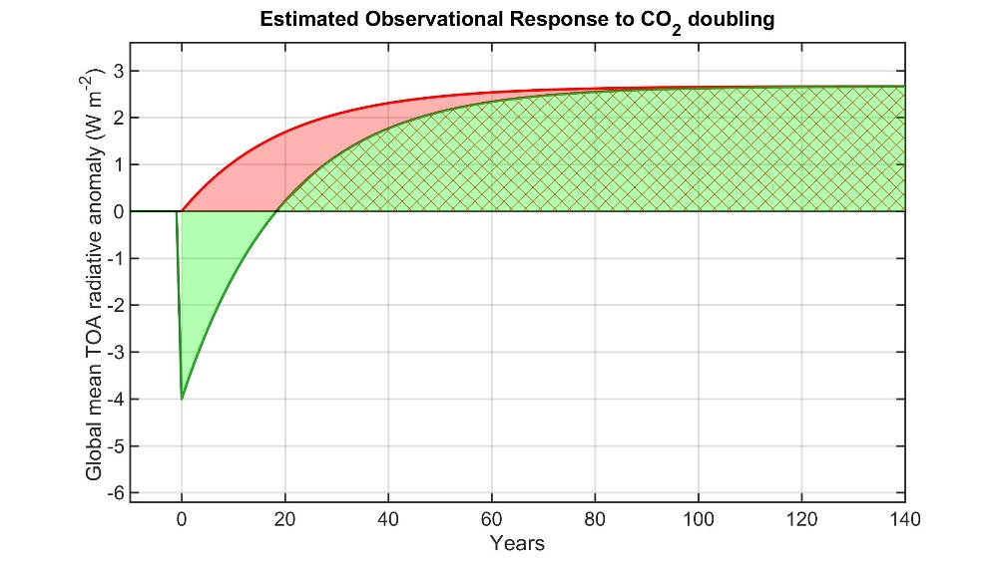 Estimated Observational Response to CO₂ doubling
Global mean TOA radiative anomaly (W m⁻²)
3
2
1
0
-1
-2
-3
-4
-5
-6
0 20 40 60 80 100 120 140
Years